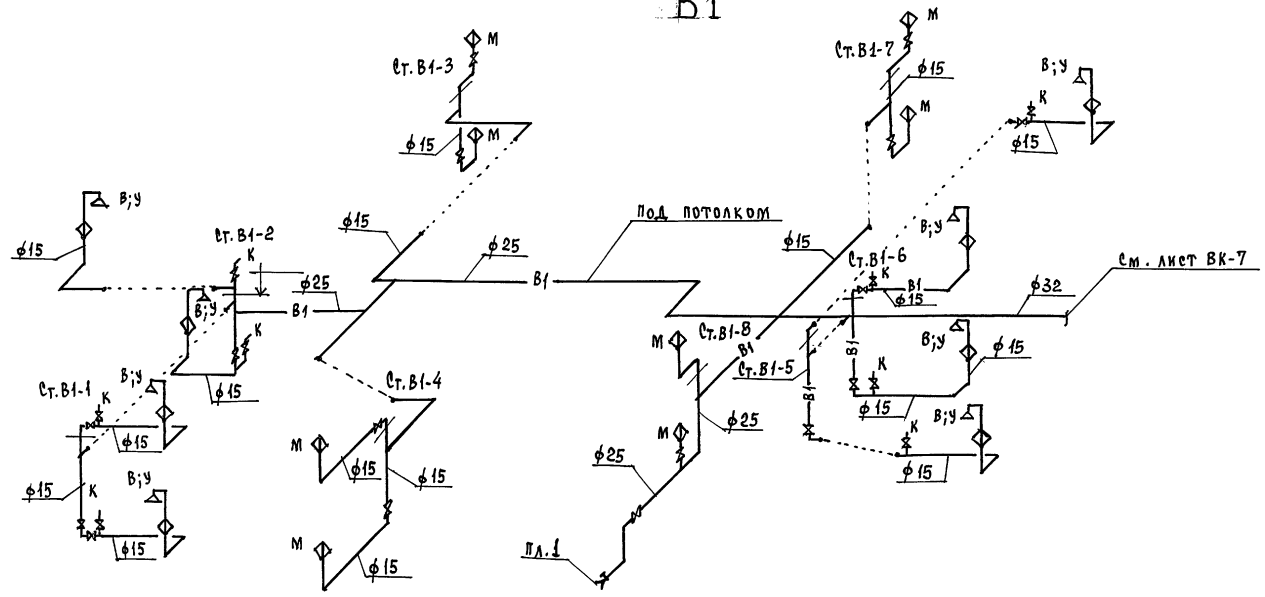 В1
М
Ст.В1-3
М
ф15
М
Ст.В1-7
ф15
М
В;У
К
ф15
В;У
ф15
Ст.В1-2
К
ф25
В1
В;У
К
ф15
ф15
ф25
В1
под потолком
ф15
В;У
Ст.В1-6
К
В1
ф15
ф32
См. лист ВК-7
Ст.В1-8
В1
М
Ст.В1-5
В1
В1
В;У
ф15
К
ф15
В;У
К
ф15
Ст.В1-1
К
В;У
ф15
ф15
К
В;У
ф15
Ст.В1-4
М
ф15
ф15
М
ф15
М
ф25
ф25
Пл.1